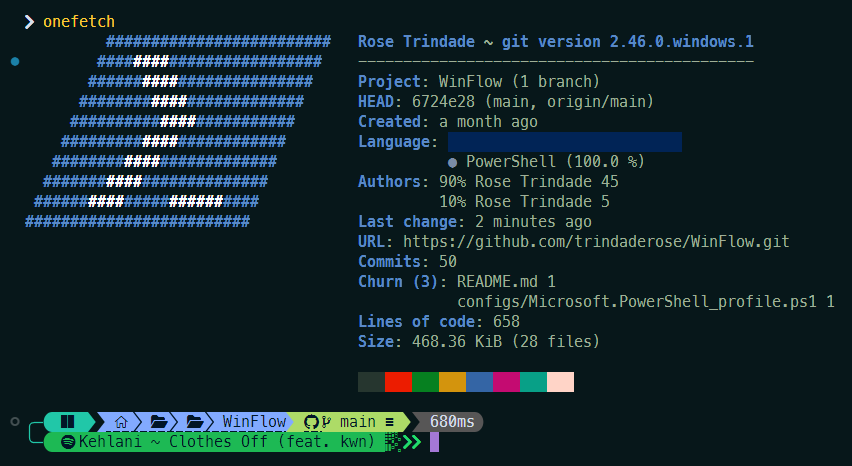 ❯ onefetch
Rose Trindade ~ git version 2.46.0.windows.1
Project: WinFlow (1 branch)
HEAD: 6724e28 (main, origin/main)
Created: a month ago
Language:
● PowerShell (100.0 %)
Authors: 90% Rose Trindade 45
10% Rose Trindade 5
Last change: 2 minutes ago
URL: https://github.com/trindaderose/WinFlow.git
Commits: 50
Churn (3): README.md 1
configs/Microsoft.PowerShell_profile.ps1 1
Lines of code: 658
Size: 468.36 KiB (28 files)
WinFlow main ≡ 680ms
Kehlani ~ Clothes Off (feat. kwn)